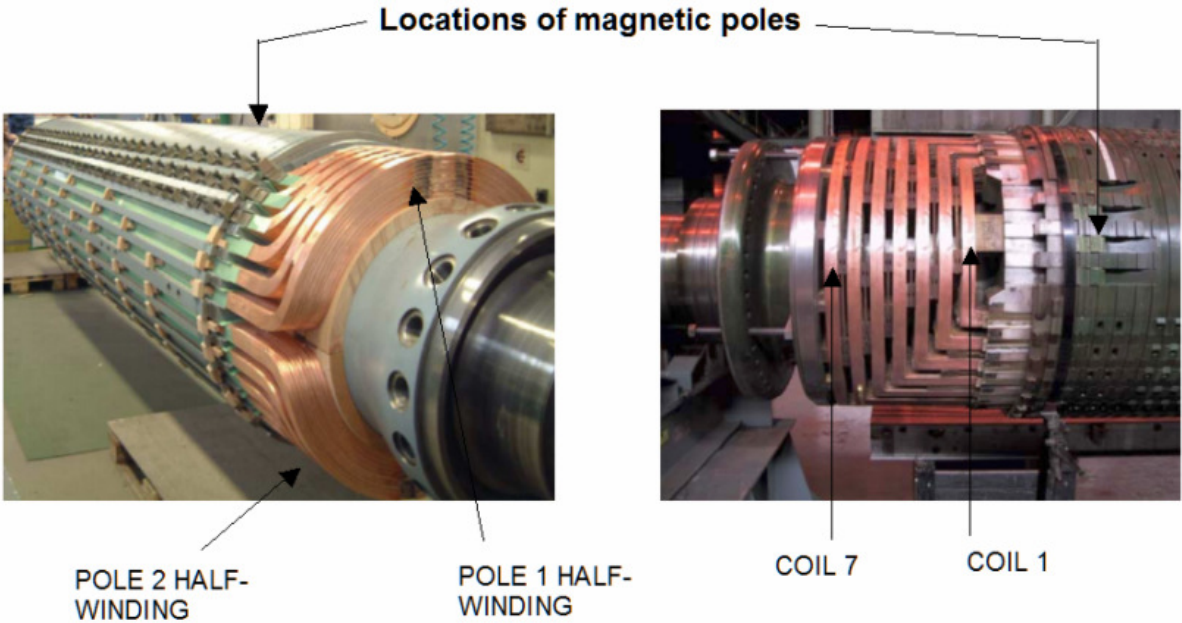 Locations of magnetic poles
POLE 2 HALF-
WINDING
POLE 1 HALF-
WINDING
COIL 7
COIL 1